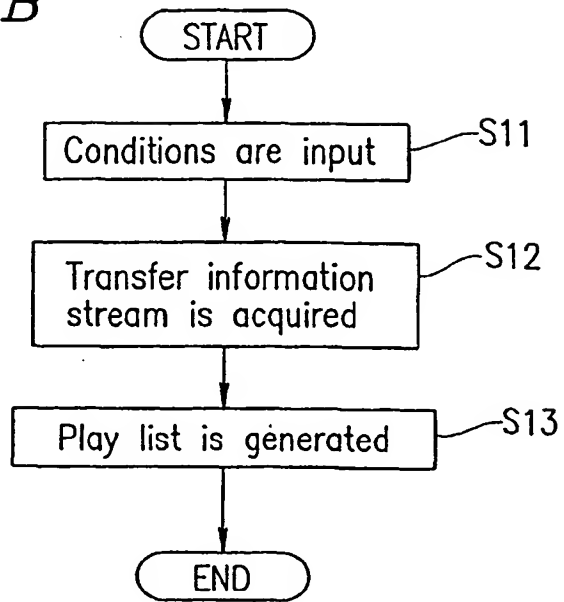 B
START
Conditions are input
S11
Transfer information
stream is acquired
S12
Play list is generated
S13
END